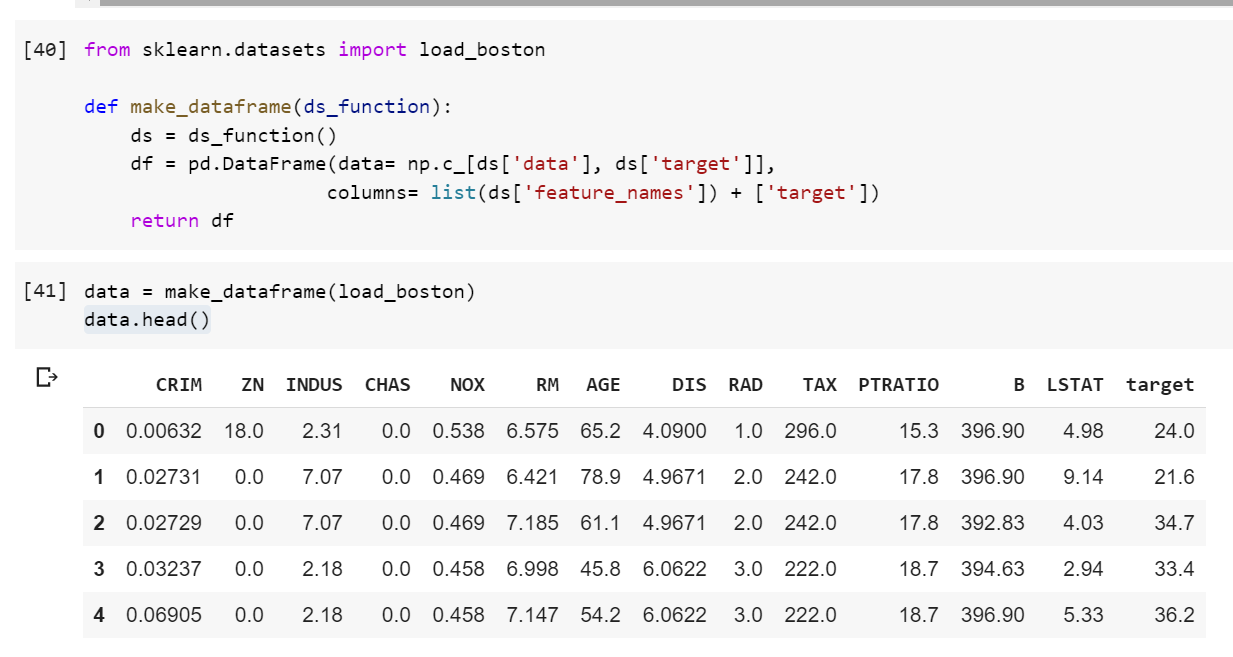 [40] from sklearn.datasets import load_boston
def make_dataframe(ds_function):
    ds = ds_function()
    df = pd.DataFrame(data= np.c_[ds['data'], ds['target']],
                     columns= list(ds['feature_names']) + ['target'])
    return df
[41] data = make_dataframe(load_boston)
data.head()
CRIM ZN INDUS CHAS NOX RM AGE DIS RAD TAX PTRATIO B LSTAT target
0 0.00632 18.0 2.31 0.0 0.538 6.575 65.2 4.0900 1.0 296.0 15.3 396.90 4.98 24.0
1 0.02731 0.0 7.07 0.0 0.469 6.421 78.9 4.9671 2.0 242.0 17.8 396.90 9.14 21.6
2 0.02729 0.0 7.07 0.0 0.469 7.185 61.1 4.9671 2.0 242.0 17.8 392.83 4.03 34.7
3 0.03237 0.0 2.18 0.0 0.458 6.998 45.8 6.0622 3.0 222.0 18.7 394.63 2.94 33.4
4 0.06905 0.0 2.18 0.0 0.458 7.147 54.2 6.0622 3.0 222.0 18.7 396.90 5.33 36.2